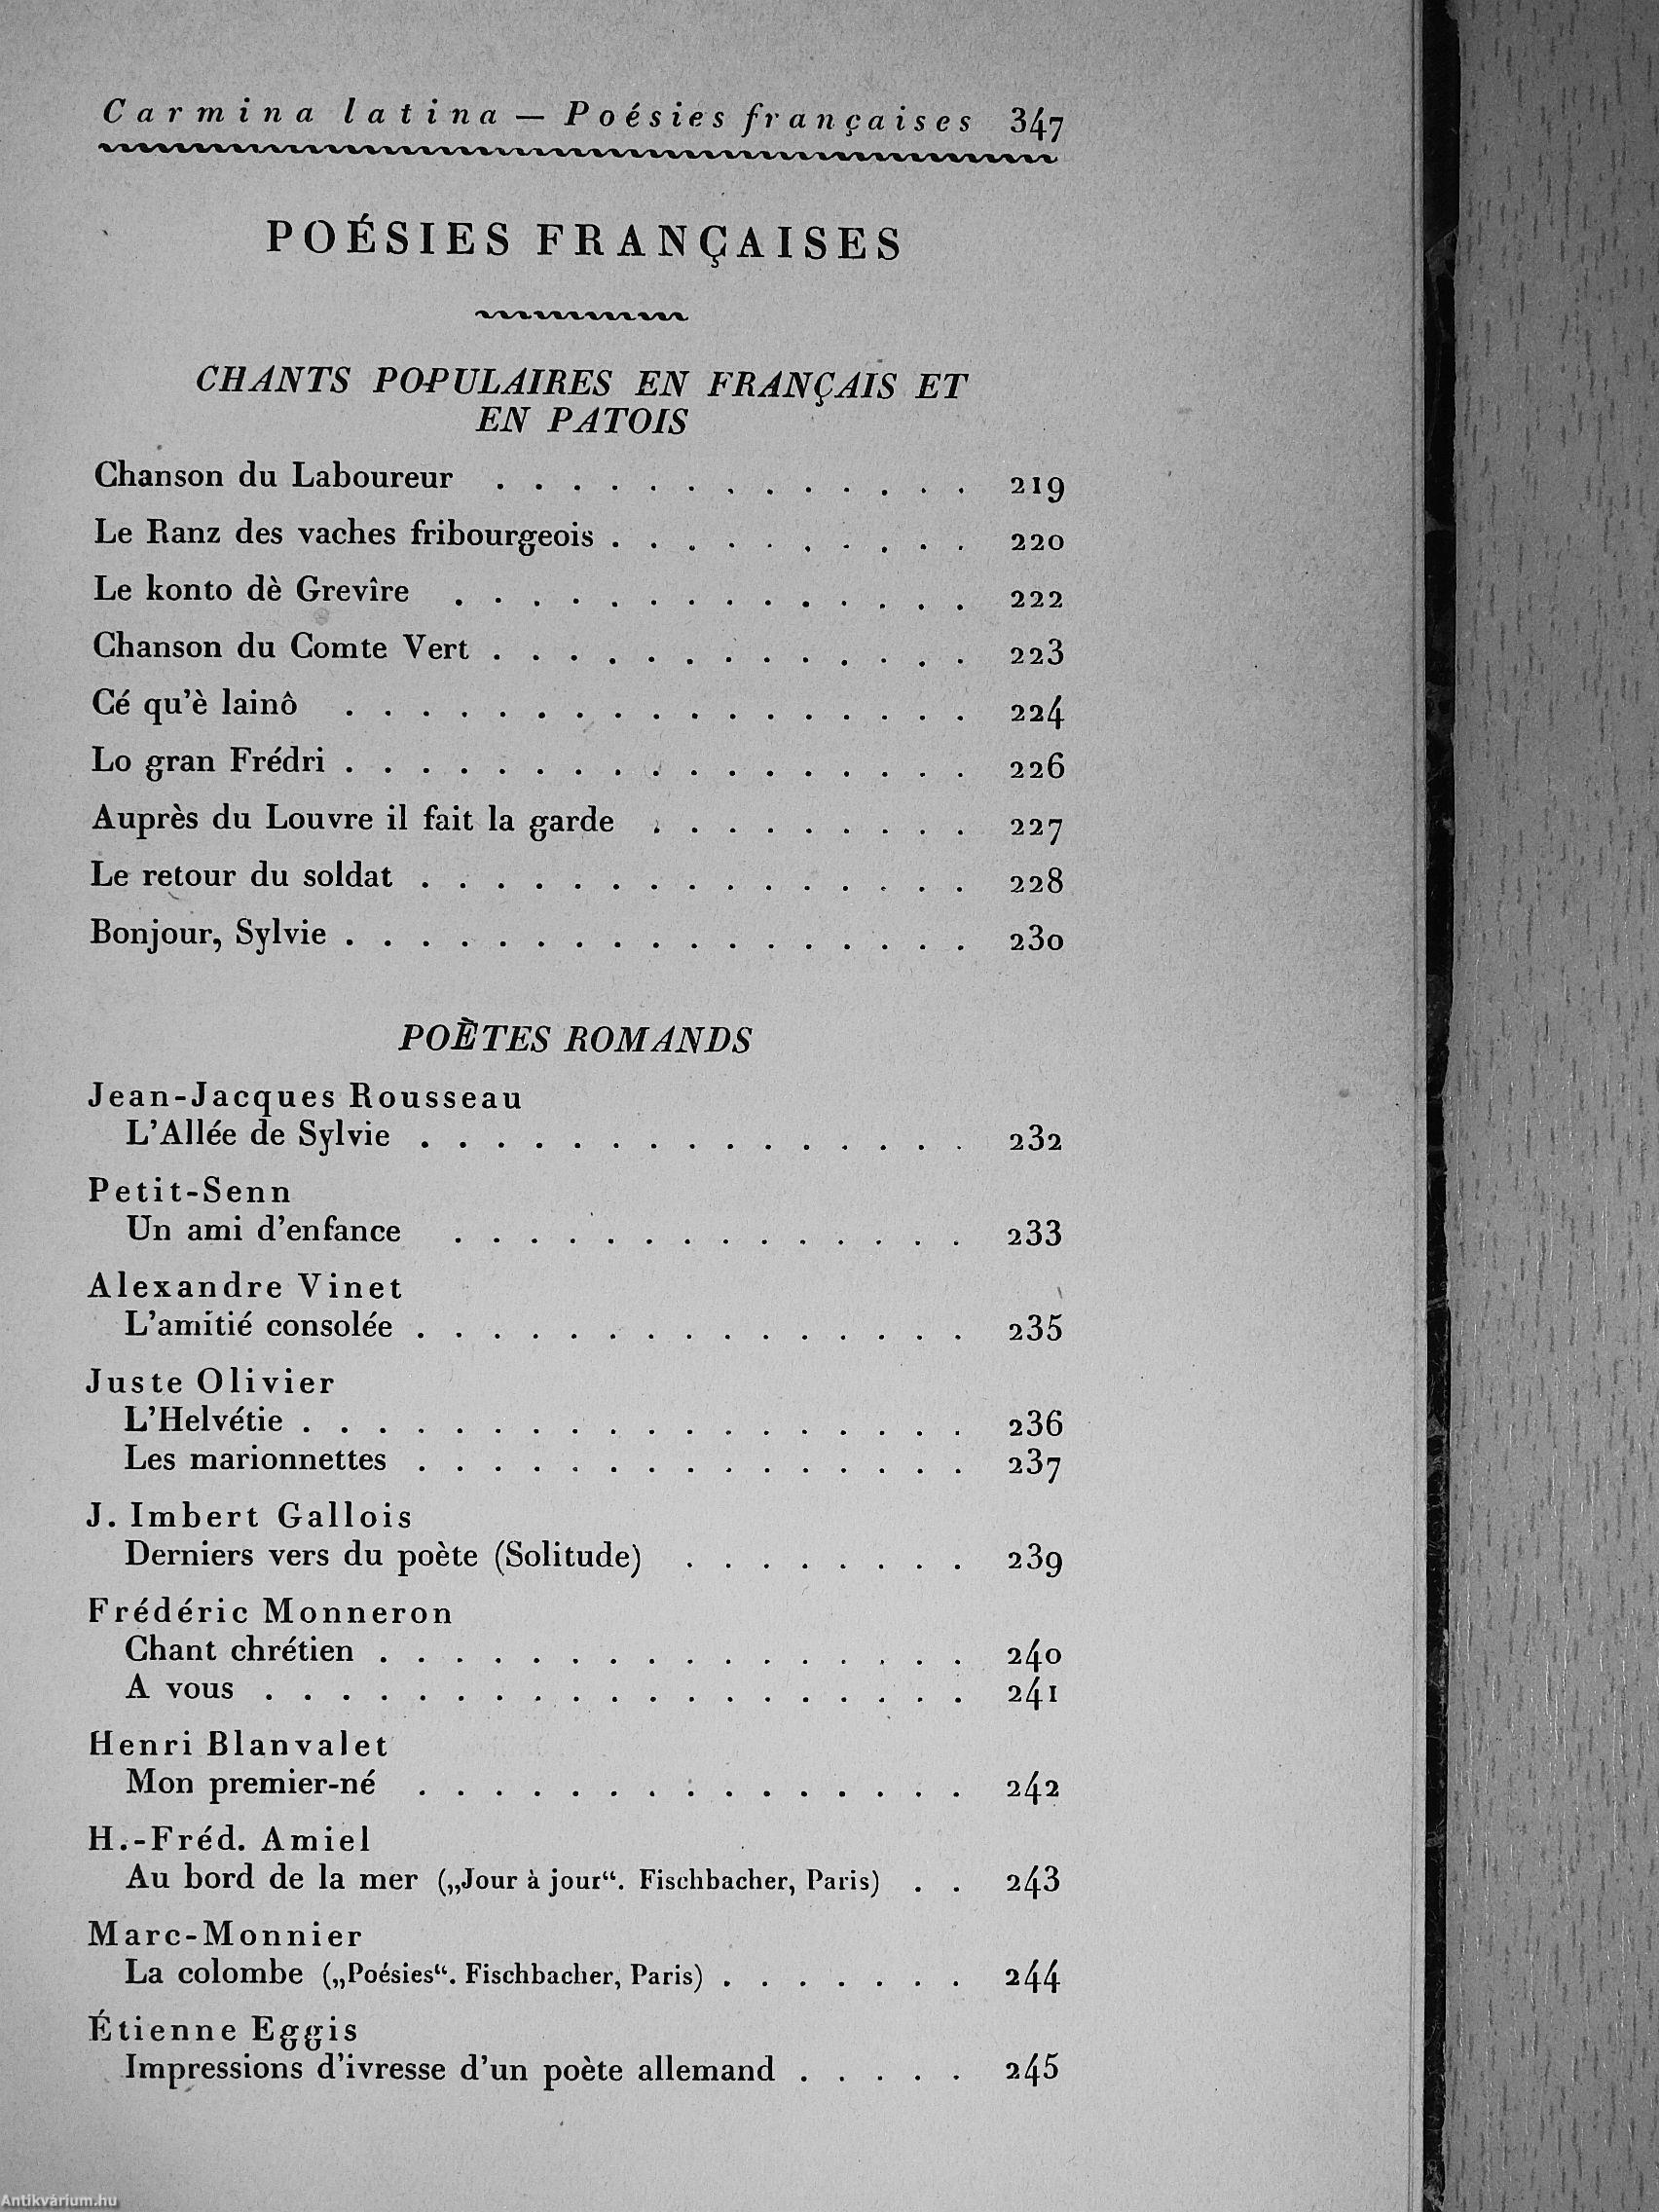 Carmina latina — Poésies françaises 347
POÉSIES FRANÇAISES
CHANTS POPULAIRES EN FRANÇAIS ET
EN PATOIS
Chanson du Laboureur . . . . . . . . . . . . . 219
Le Ranz des vaches fribourgeois . . . . . . . . . . 220
Le konto dè Grevîre . . . . . . . . . . . . . . 222
Chanson du Comte Vert . . . . . . . . . . . . . 223
Cé qu'è lainô . . . . . . . . . . . . . . . . . 224
Lo gran Frédri . . . . . . . . . . . . . . . . . 226
Auprès du Louvre il fait la garde . . . . . . . . . 227
Le retour du soldat . . . . . . . . . . . . . . . 228
Bonjour, Sylvie . . . . . . . . . . . . . . . . . 230
POÈTES ROMANDS
Jean-Jacques Rousseau
L'Allée de Sylvie . . . . . . . . . . . . . . . 232
Petit-Senn
Un ami d'enfance . . . . . . . . . . . . . . 233
Alexandre Vinet
L'amitié consolée . . . . . . . . . . . . . . . 235
Juste Olivier
L'Helvétie . . . . . . . . . . . . . . . . . . 236
Les marionnettes . . . . . . . . . . . . . . . 237
J. Imbert Gallois
Derniers vers du poète (Solitude) . . . . . . . . 239
Frédéric Monneron
Chant chrétien . . . . . . . . . . . . . . . . 240
A vous . . . . . . . . . . . . . . . . . . . 241
Henri Blanvalet
Mon premier-né . . . . . . . . . . . . . . . 242
H.-Fréd. Amiel
Au bord de la mer („Jour à jour“. Fischbacher, Paris) . . 243
Marc-Monnier
La colombe („Poésies“. Fischbacher, Paris) . . . . . . . 244
Étienne Eggis
Impressions d'ivresse d'un poète allemand . . . . . 245
Antikvárium.hu